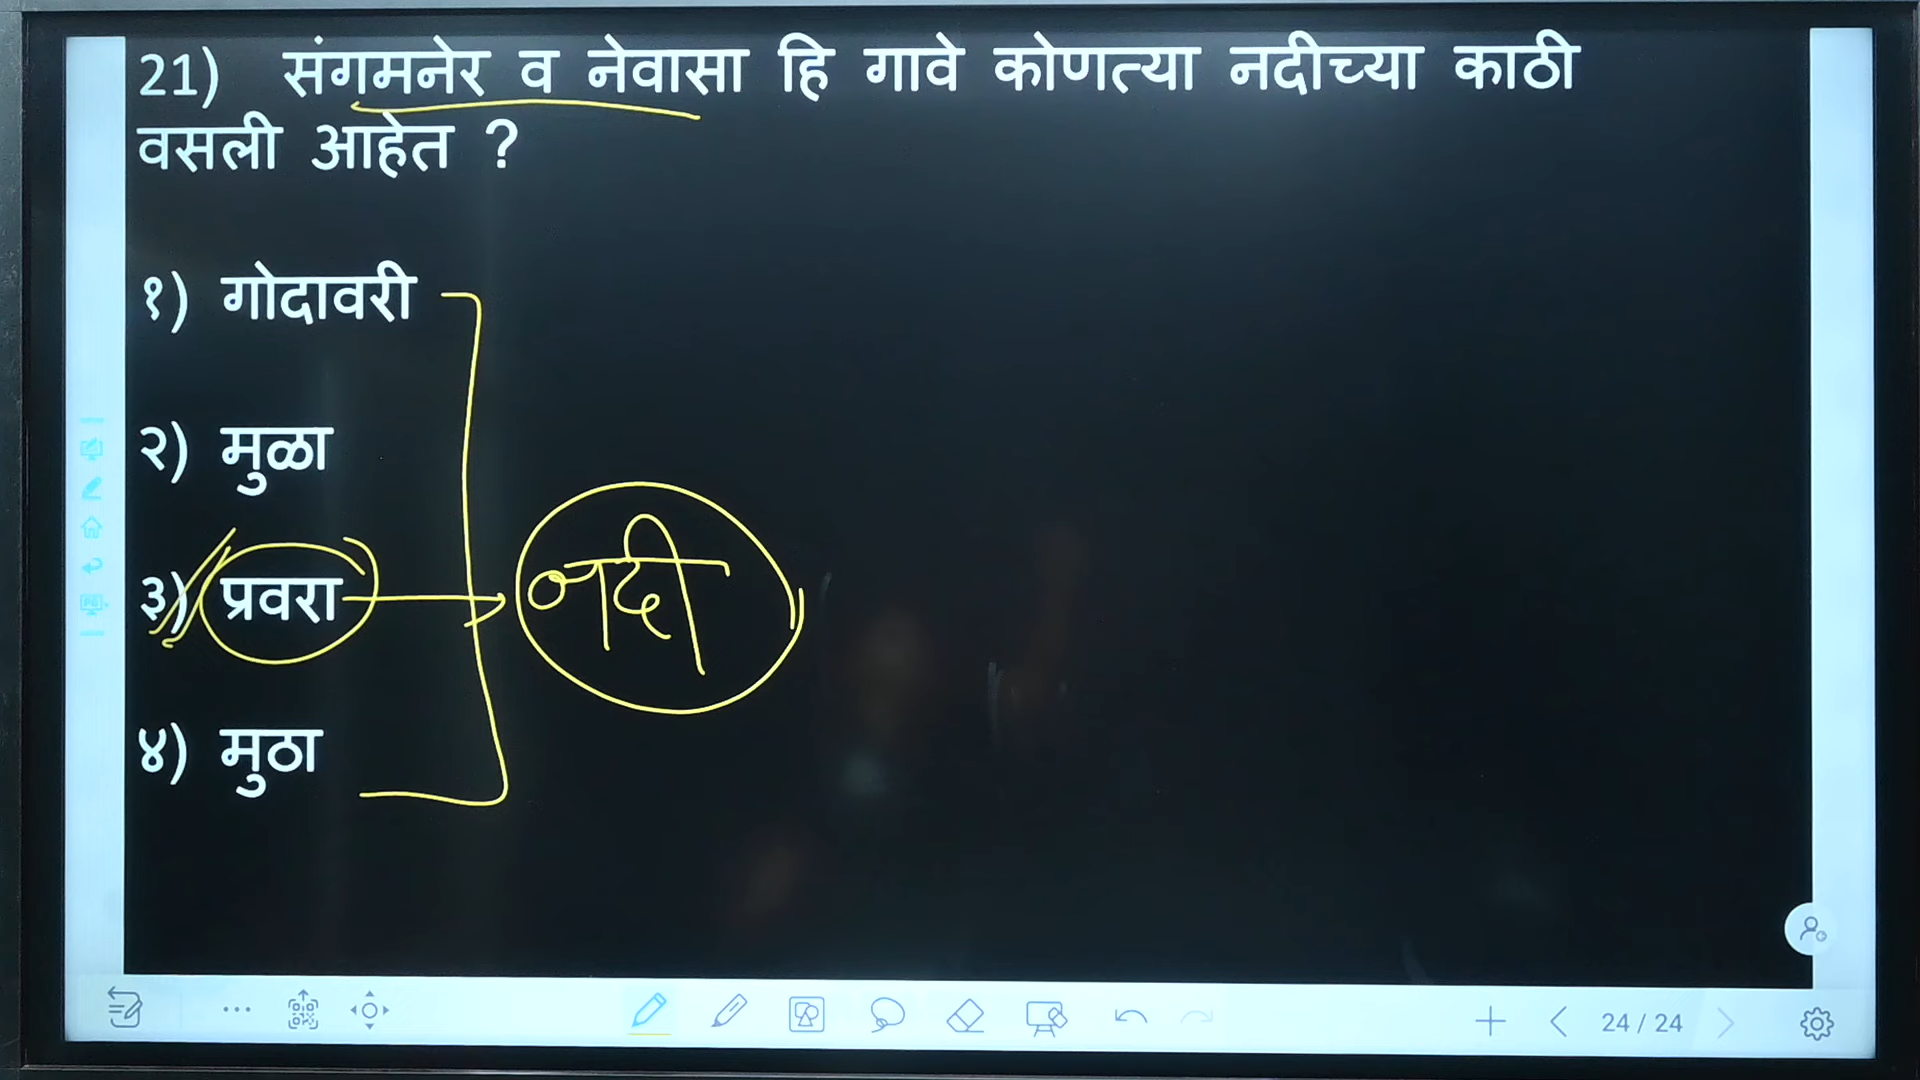 21) संगमनेर व नेवासा हि गावे कोणत्या नदीच्या काठी
वसली आहेत ?
१) गोदावरी
२) मुळा
३) प्रवरा
नदी
४) मुठा
24 / 24